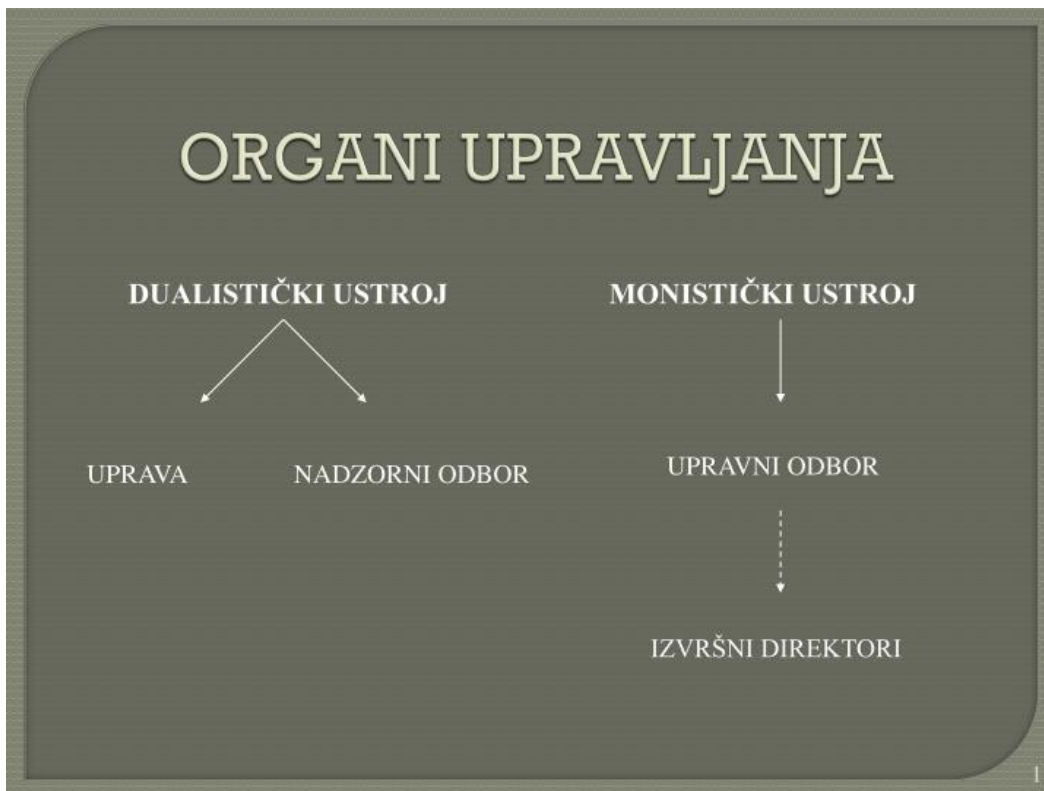 ORGANI UPRAVLJANJA
DUALISTIČKI USTROJ
MONISTIČKI USTROJ
UPRAVA
NADZORNI ODBOR
UPRAVNI ODBOR
IZVRŠNI DIREKTORI
1